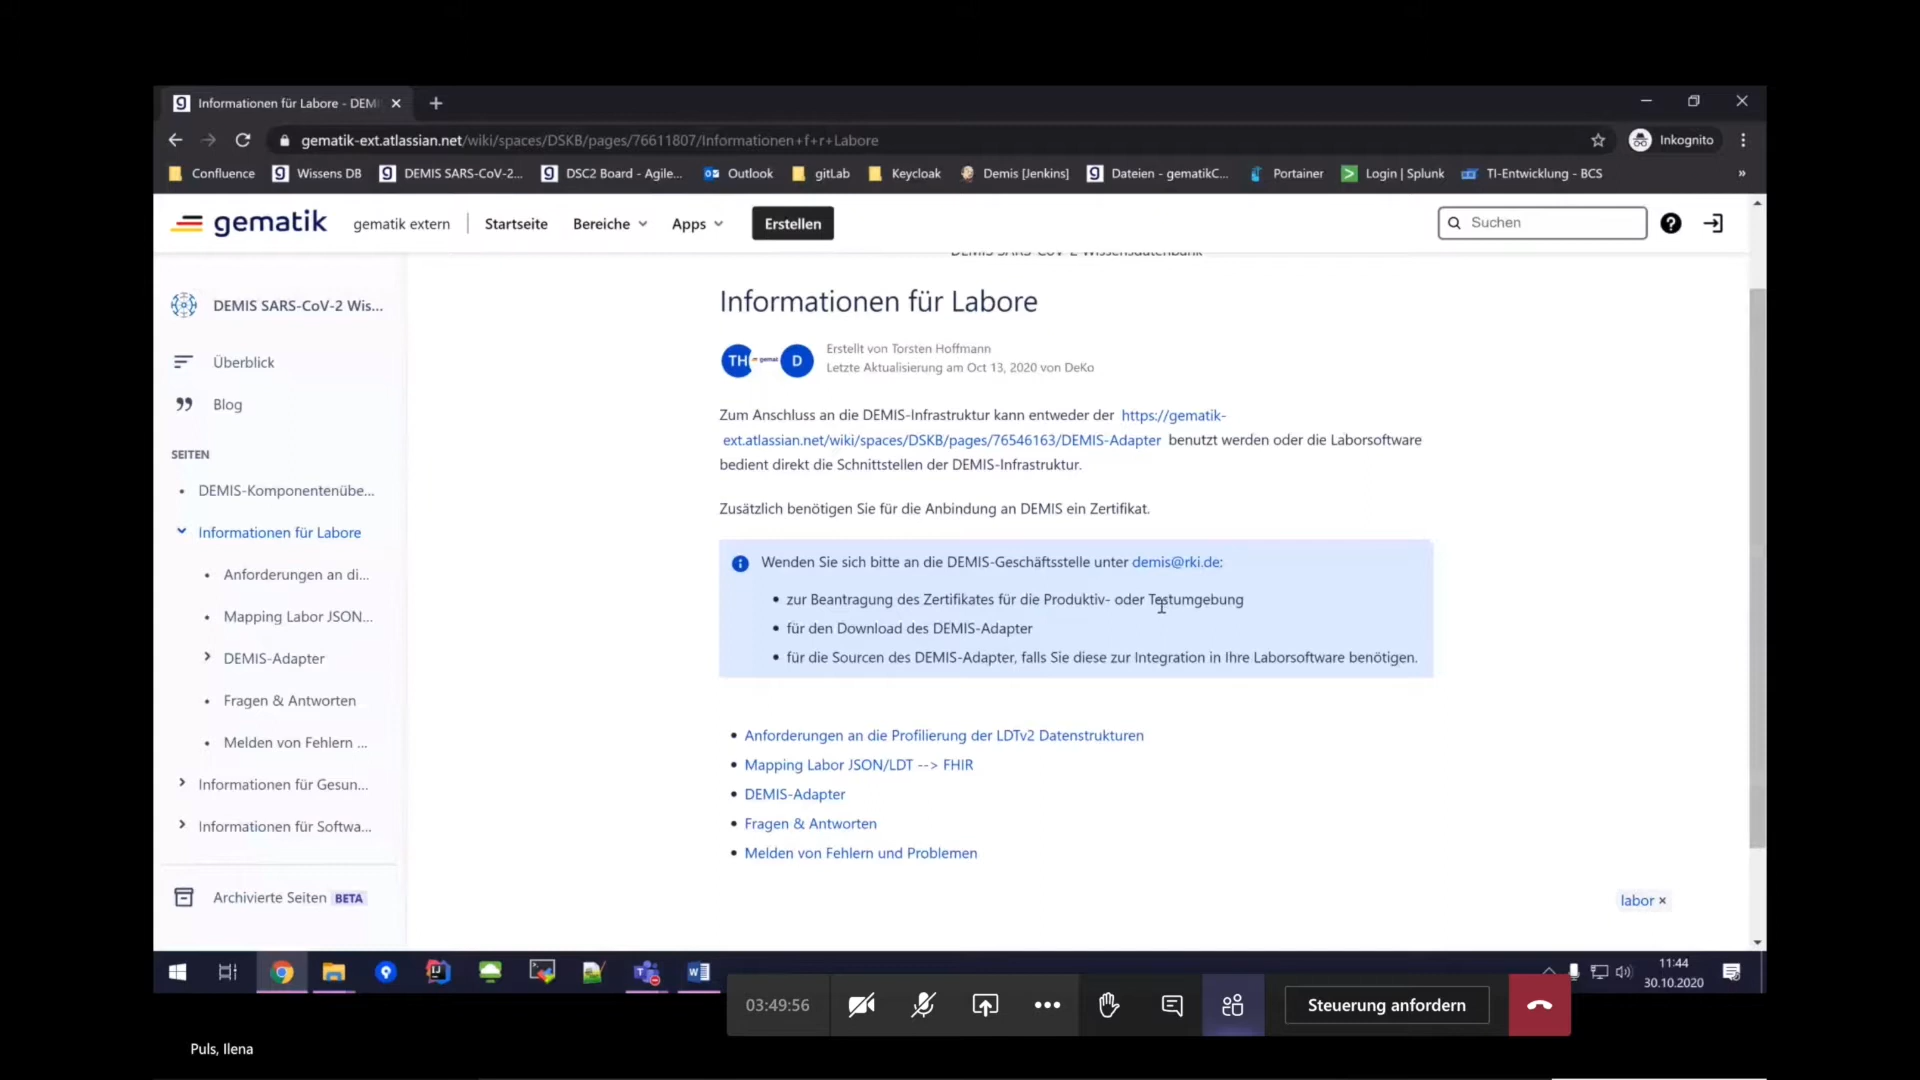 Informationen für Labore - DEMI
gematik-ext.atlassian.net/wiki/spaces/DSKB/pages/76611807/Informationen+f+r+Labore
Inkognito
Confluence
Wissens DB
DEMIS SARS-CoV-2...
DSC2 Board - Agile...
Outlook
gitLab
Keycloak
Demis [Jenkins]
Dateien - gematikC...
Portainer
Login | Splunk
TI-Entwicklung - BCS
»
gematik
gematik extern
Startseite
Bereiche
Apps
Erstellen
Suchen
DEMIS SARS-CoV-2 Wis...
Überblick
Blog
SEITEN
DEMIS-Komponentenübe...
Informationen für Labore
Anforderungen an di...
Mapping Labor JSON...
DEMIS-Adapter
Fragen & Antworten
Melden von Fehlern ...
Informationen für Gesun...
Informationen für Softwa...
Archivierte Seiten BETA
DEMIS SARS-CoV-2 Wissensdatenbank
Informationen für Labore
TH
gemat
D
Erstellt von Torsten Hoffmann
Letzte Aktualisierung am Oct 13, 2020 von DeKo
Zum Anschluss an die DEMIS-Infrastruktur kann entweder der https://gematik-
ext.atlassian.net/wiki/spaces/DSKB/pages/76546163/DEMIS-Adapter benutzt werden oder die Laborsoftware
bedient direkt die Schnittstellen der DEMIS-Infrastruktur.
Zusätzlich benötigen Sie für die Anbindung an DEMIS ein Zertifikat.
Wenden Sie sich bitte an die DEMIS-Geschäftsstelle unter demis@rki.de:
• zur Beantragung des Zertifikates für die Produktiv- oder Testumgebung
• für den Download des DEMIS-Adapter
• für die Sourcen des DEMIS-Adapter, falls Sie diese zur Integration in Ihre Laborsoftware benötigen.
• Anforderungen an die Profilierung der LDTv2 Datenstrukturen
• Mapping Labor JSON/LDT --> FHIR
• DEMIS-Adapter
• Fragen & Antworten
• Melden von Fehlern und Problemen
labor ×
11:44
30.10.2020
03:49:56
Steuerung anfordern
Puls, Ilena